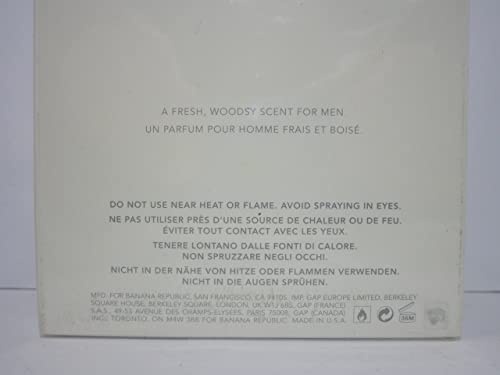 A FRESH, WOODSY SCENT FOR MEN
UN PARFUM POUR HOMME FRAIS ET BOISÉ.
DO NOT USE NEAR HEAT OR FLAME. AVOID SPRAYING IN EYES.
NE PAS UTILISER PRÈS D'UNE SOURCE DE CHALEUR OU DE FEU.
ÉVITER TOUT CONTACT AVEC LES YEUX.
TENERE LONTANO DALLE FONTI DI CALORE.
NON SPRUZZARE NEGLI OCCHI.
NICHT IN DER NÄHE VON HITZE ODER FLAMMEN VERWENDEN.
NICHT IN DIE AUGEN SPRÜHEN.
MFD. FOR BANANA REPUBLIC, SAN FRANCISCO, CA 94105. IMP. GAP EUROPE LIMITED, BERKELEY
SQUARE HOUSE, BERKELEY SQUARE, LONDON, UK W1J 6BS, GAP (FRANCE)
S.A.S., 49-53 AVENUE DES CHAMPS-ELYSEES, PARIS 75008, GAP (CANADA)
INC., TORONTO, ON M4W 3B8 FOR BANANA REPUBLIC. MADE IN U.S.A.
36M